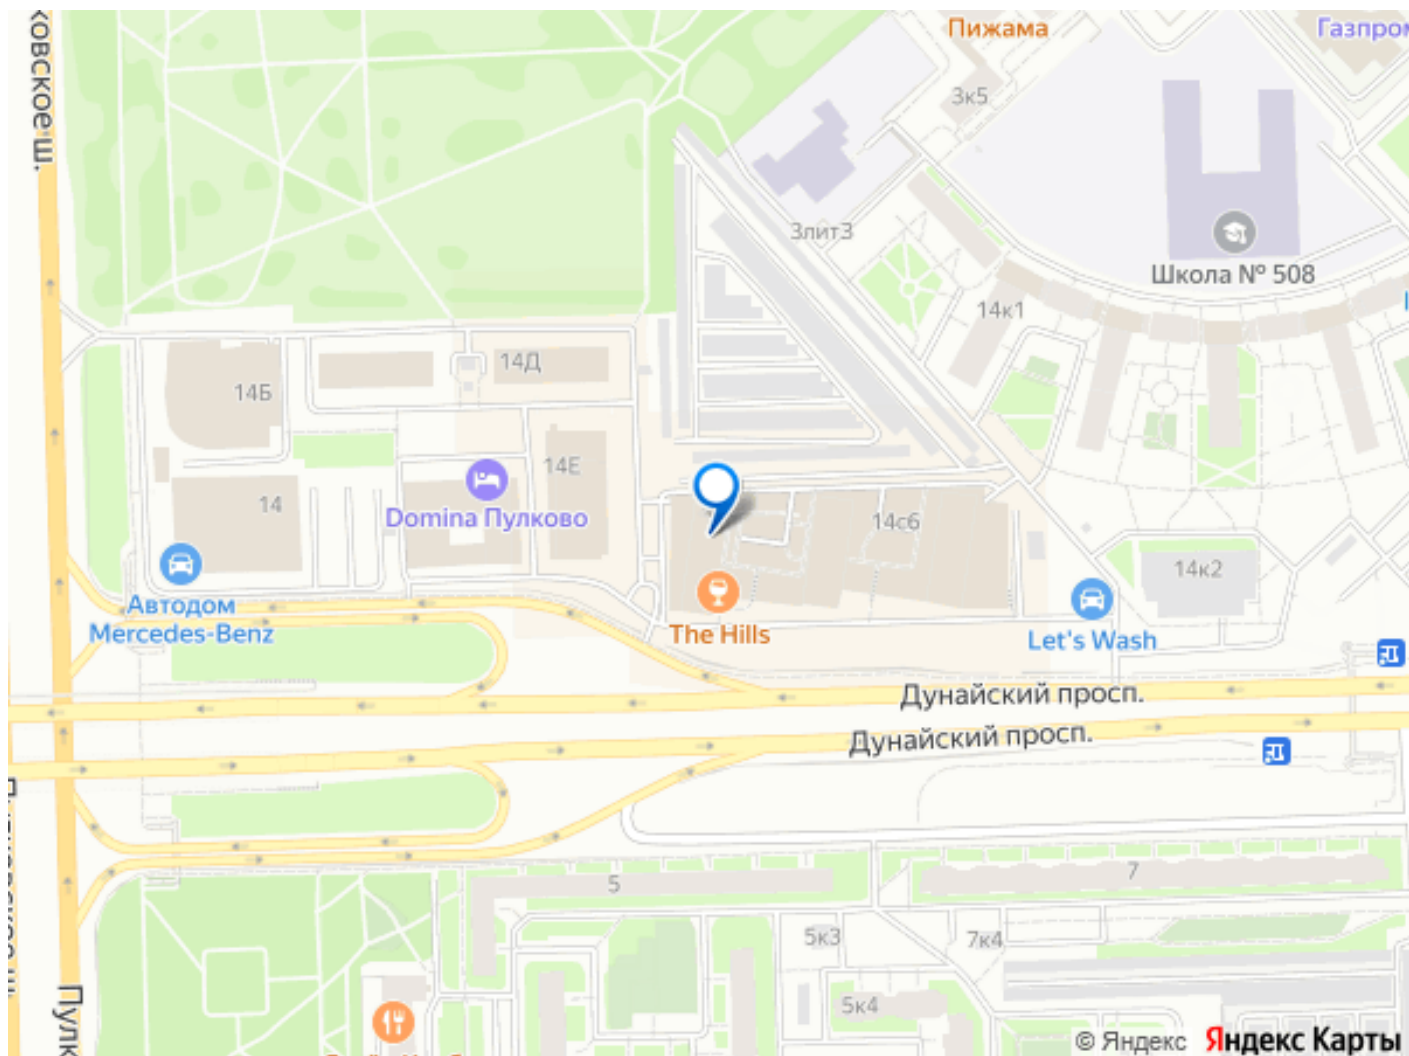 Пижама
Газпром
3к5
ковское ш.
3лит3
Школа № 508
14к1
14Д
14Б
14Е
14
Domina Пулково
14с6
14к2
Автодом
Mercedes-Benz
The Hills
Let's Wash
Дунайский просп.
Дунайский просп.
5
7
5к3
7к4
Пулк
5к4
© Яндекс Яндекс Карты